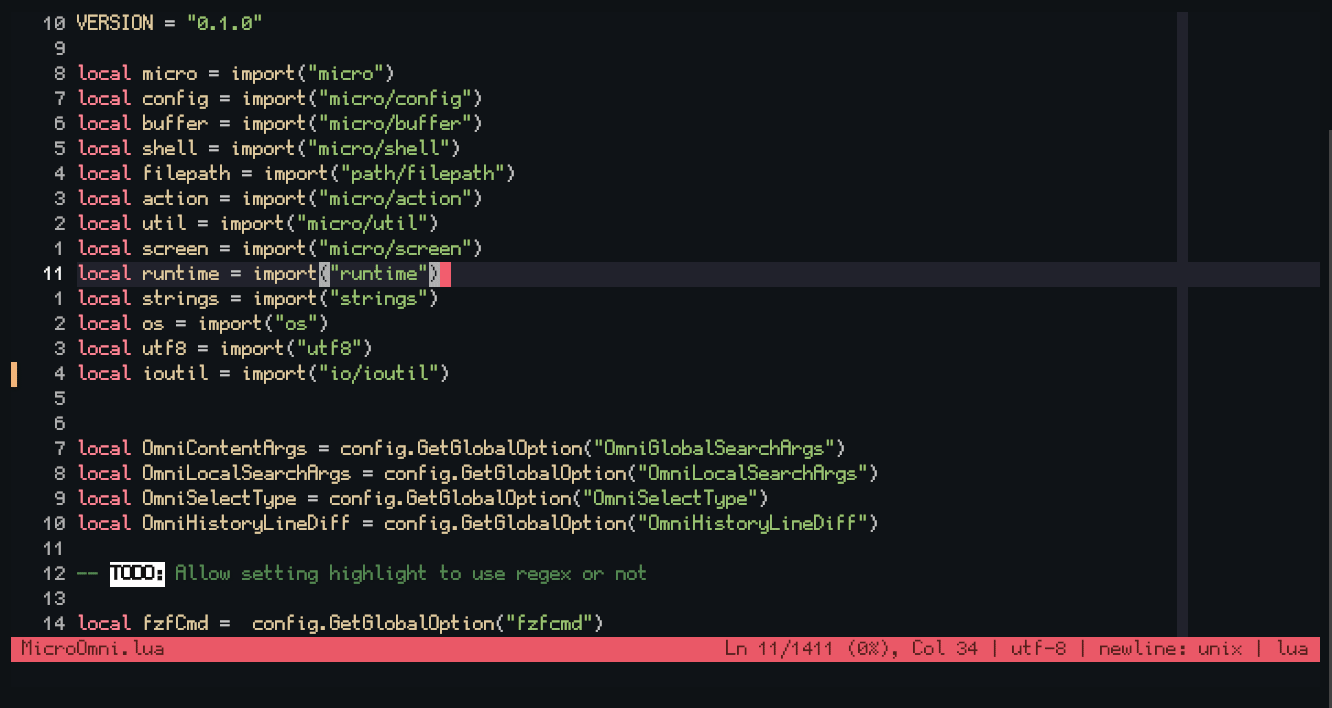 10 VERSION = "0.1.0"
9
8 local micro = import("micro")
7 local config = import("micro/config")
6 local buffer = import("micro/buffer")
5 local shell = import("micro/shell")
4 local filepath = import("path/filepath")
3 local action = import("micro/action")
2 local util = import("micro/util")
1 local screen = import("micro/screen")
11 local runtime = import("runtime")
1 local strings = import("strings")
2 local os = import("os")
3 local utf8 = import("utf8")
4 local ioutil = import("io/ioutil")
5
6
7 local OmniContentArgs = config.GetGlobalOption("OmniGlobalSearchArgs")
8 local OmniLocalSearchArgs = config.GetGlobalOption("OmniLocalSearchArgs")
9 local OmniSelectType = config.GetGlobalOption("OmniSelectType")
10 local OmniHistoryLineDiff = config.GetGlobalOption("OmniHistoryLineDiff")
11
12 -- TODO: Allow setting highlight to use regex or not
13
14 local fzfCmd =  config.GetGlobalOption("fzfcmd")
MicroOmni.lua Ln 11/1411 (0%), Col 34 | utf-8 | newline: unix | lua